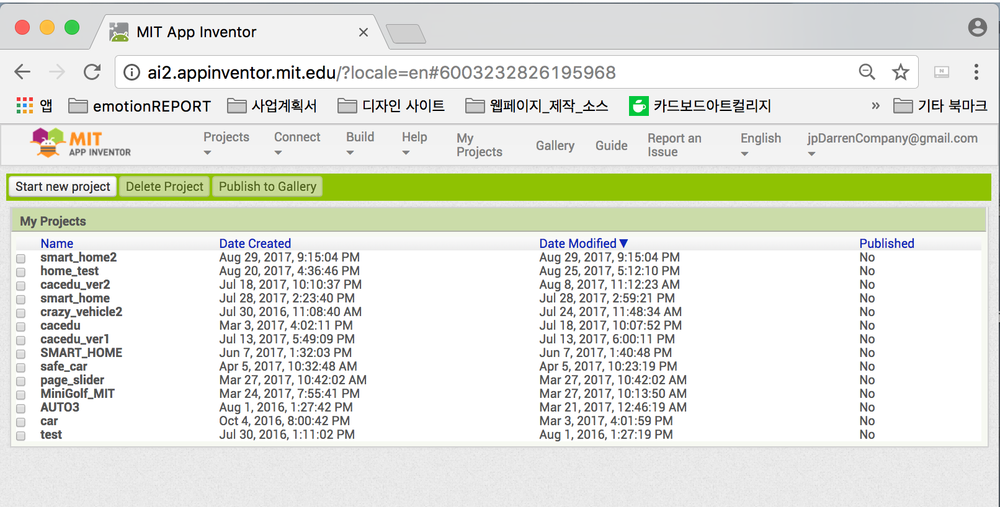 MIT App Inventor
ai2.appinventor.mit.edu/?locale=en#6003232826195968
앱 emotionREPORT 사업계획서 디자인 사이트 웹페이지_제작_소스 카드보드아트컬리지 » 기타 북마크
MIT APP INVENTOR Projects Connect Build Help My Projects Gallery Guide Report an Issue English jpDarrenCompany@gmail.com
Start new project Delete Project Publish to Gallery
My Projects
Name Date Created Date Modified ▼ Published
smart_home2 Aug 29, 2017, 9:15:04 PM Aug 29, 2017, 9:15:04 PM No
home_test Aug 20, 2017, 4:36:46 PM Aug 25, 2017, 5:12:10 PM No
cacedu_ver2 Jul 18, 2017, 10:10:37 PM Aug 8, 2017, 11:12:23 AM No
smart_home Jul 28, 2017, 2:23:40 PM Jul 28, 2017, 2:59:21 PM No
crazy_vehicle2 Jul 30, 2016, 11:08:40 AM Jul 24, 2017, 11:48:34 AM No
cacedu Mar 3, 2017, 4:02:11 PM Jul 18, 2017, 10:07:52 PM No
cacedu_ver1 Jul 13, 2017, 5:49:09 PM Jul 13, 2017, 6:00:11 PM No
SMART_HOME Jun 7, 2017, 1:32:03 PM Jun 7, 2017, 1:40:48 PM No
safe_car Apr 5, 2017, 10:32:48 AM Apr 5, 2017, 10:23:19 PM No
page_slider Mar 27, 2017, 10:42:02 AM Mar 27, 2017, 10:42:02 AM No
MiniGolf_MIT Mar 24, 2017, 7:55:41 PM Mar 27, 2017, 10:13:50 AM No
AUTO3 Aug 1, 2016, 1:27:42 PM Mar 21, 2017, 12:46:19 AM No
car Oct 4, 2016, 8:00:42 PM Mar 3, 2017, 4:01:59 PM No
test Jul 30, 2016, 1:11:02 PM Aug 1, 2016, 1:27:19 PM No